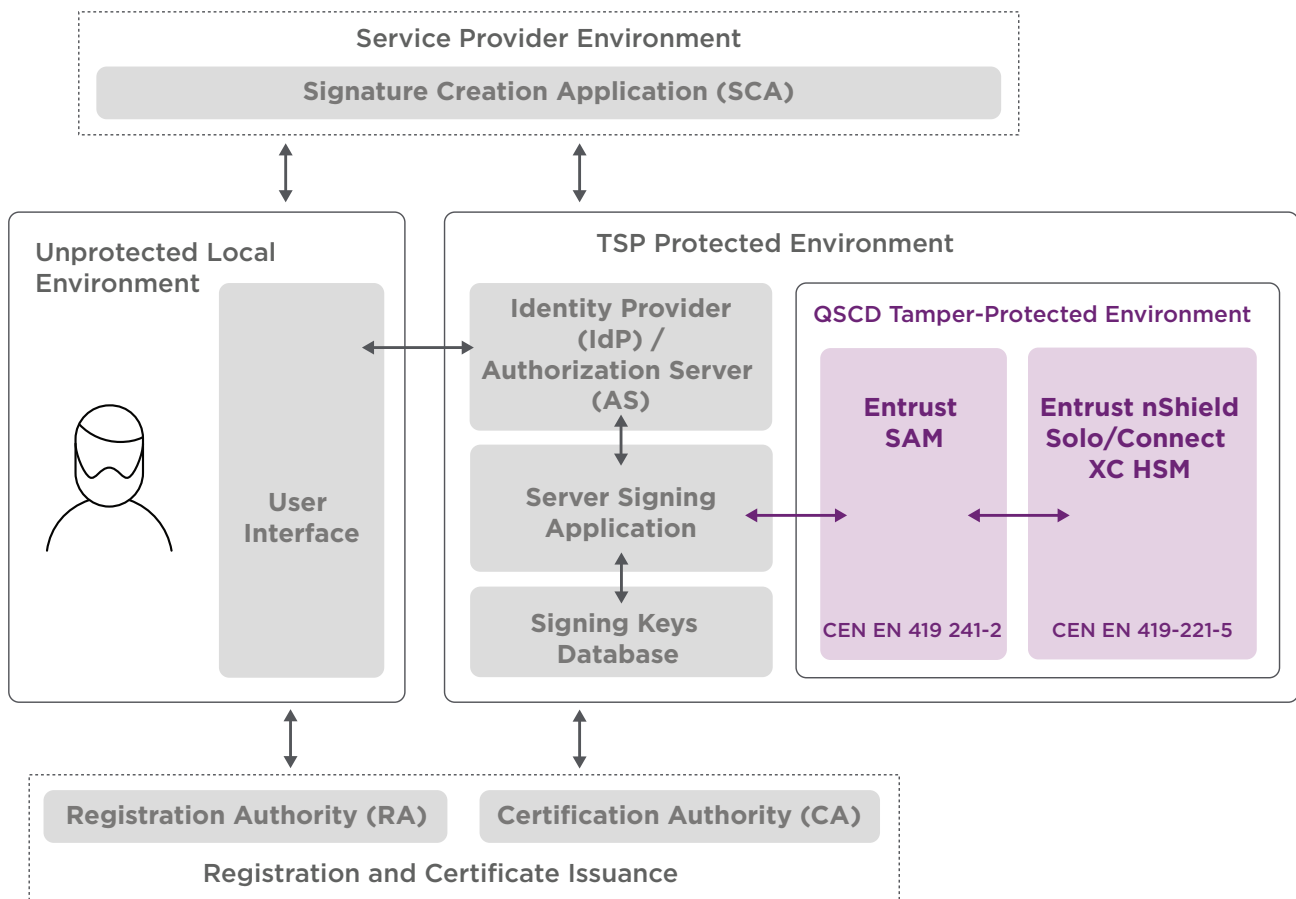 Service Provider Environment
Signature Creation Application (SCA)
Unprotected Local
Environment
User
Interface
TSP Protected Environment
Identity Provider
(IdP) /
Authorization Server
(AS)
Server Signing
Application
Signing Keys
Database
QSCD Tamper-Protected Environment
Entrust
SAM
CEN EN 419 241-2
Entrust nShield
Solo/Connect
XC HSM
CEN EN 419-221-5
Registration Authority (RA)
Certification Authority (CA)
Registration and Certificate Issuance